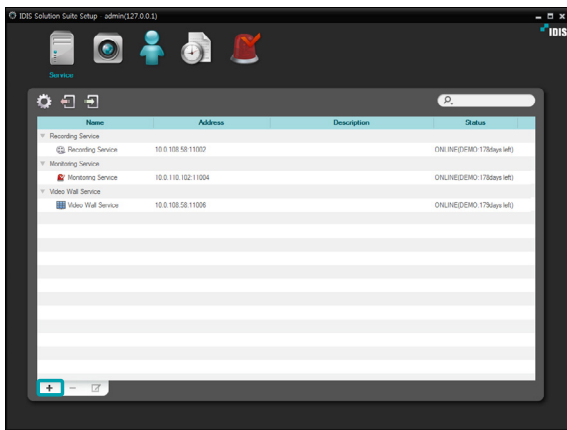 IDIS Solution Suite Setup - admin(127.0.0.1)
IDIS
Service
Name Address Description Status
Recording Service
Recording Service 10.0.108.58:11002 ONLINE(DEMO:178days left)
Monitoring Service
Monitoring Service 10.0.110.102:11004 ONLINE(DEMO:178days left)
Video Wall Service
Video Wall Service 10.0.108.58:11006 ONLINE(DEMO:179days left)